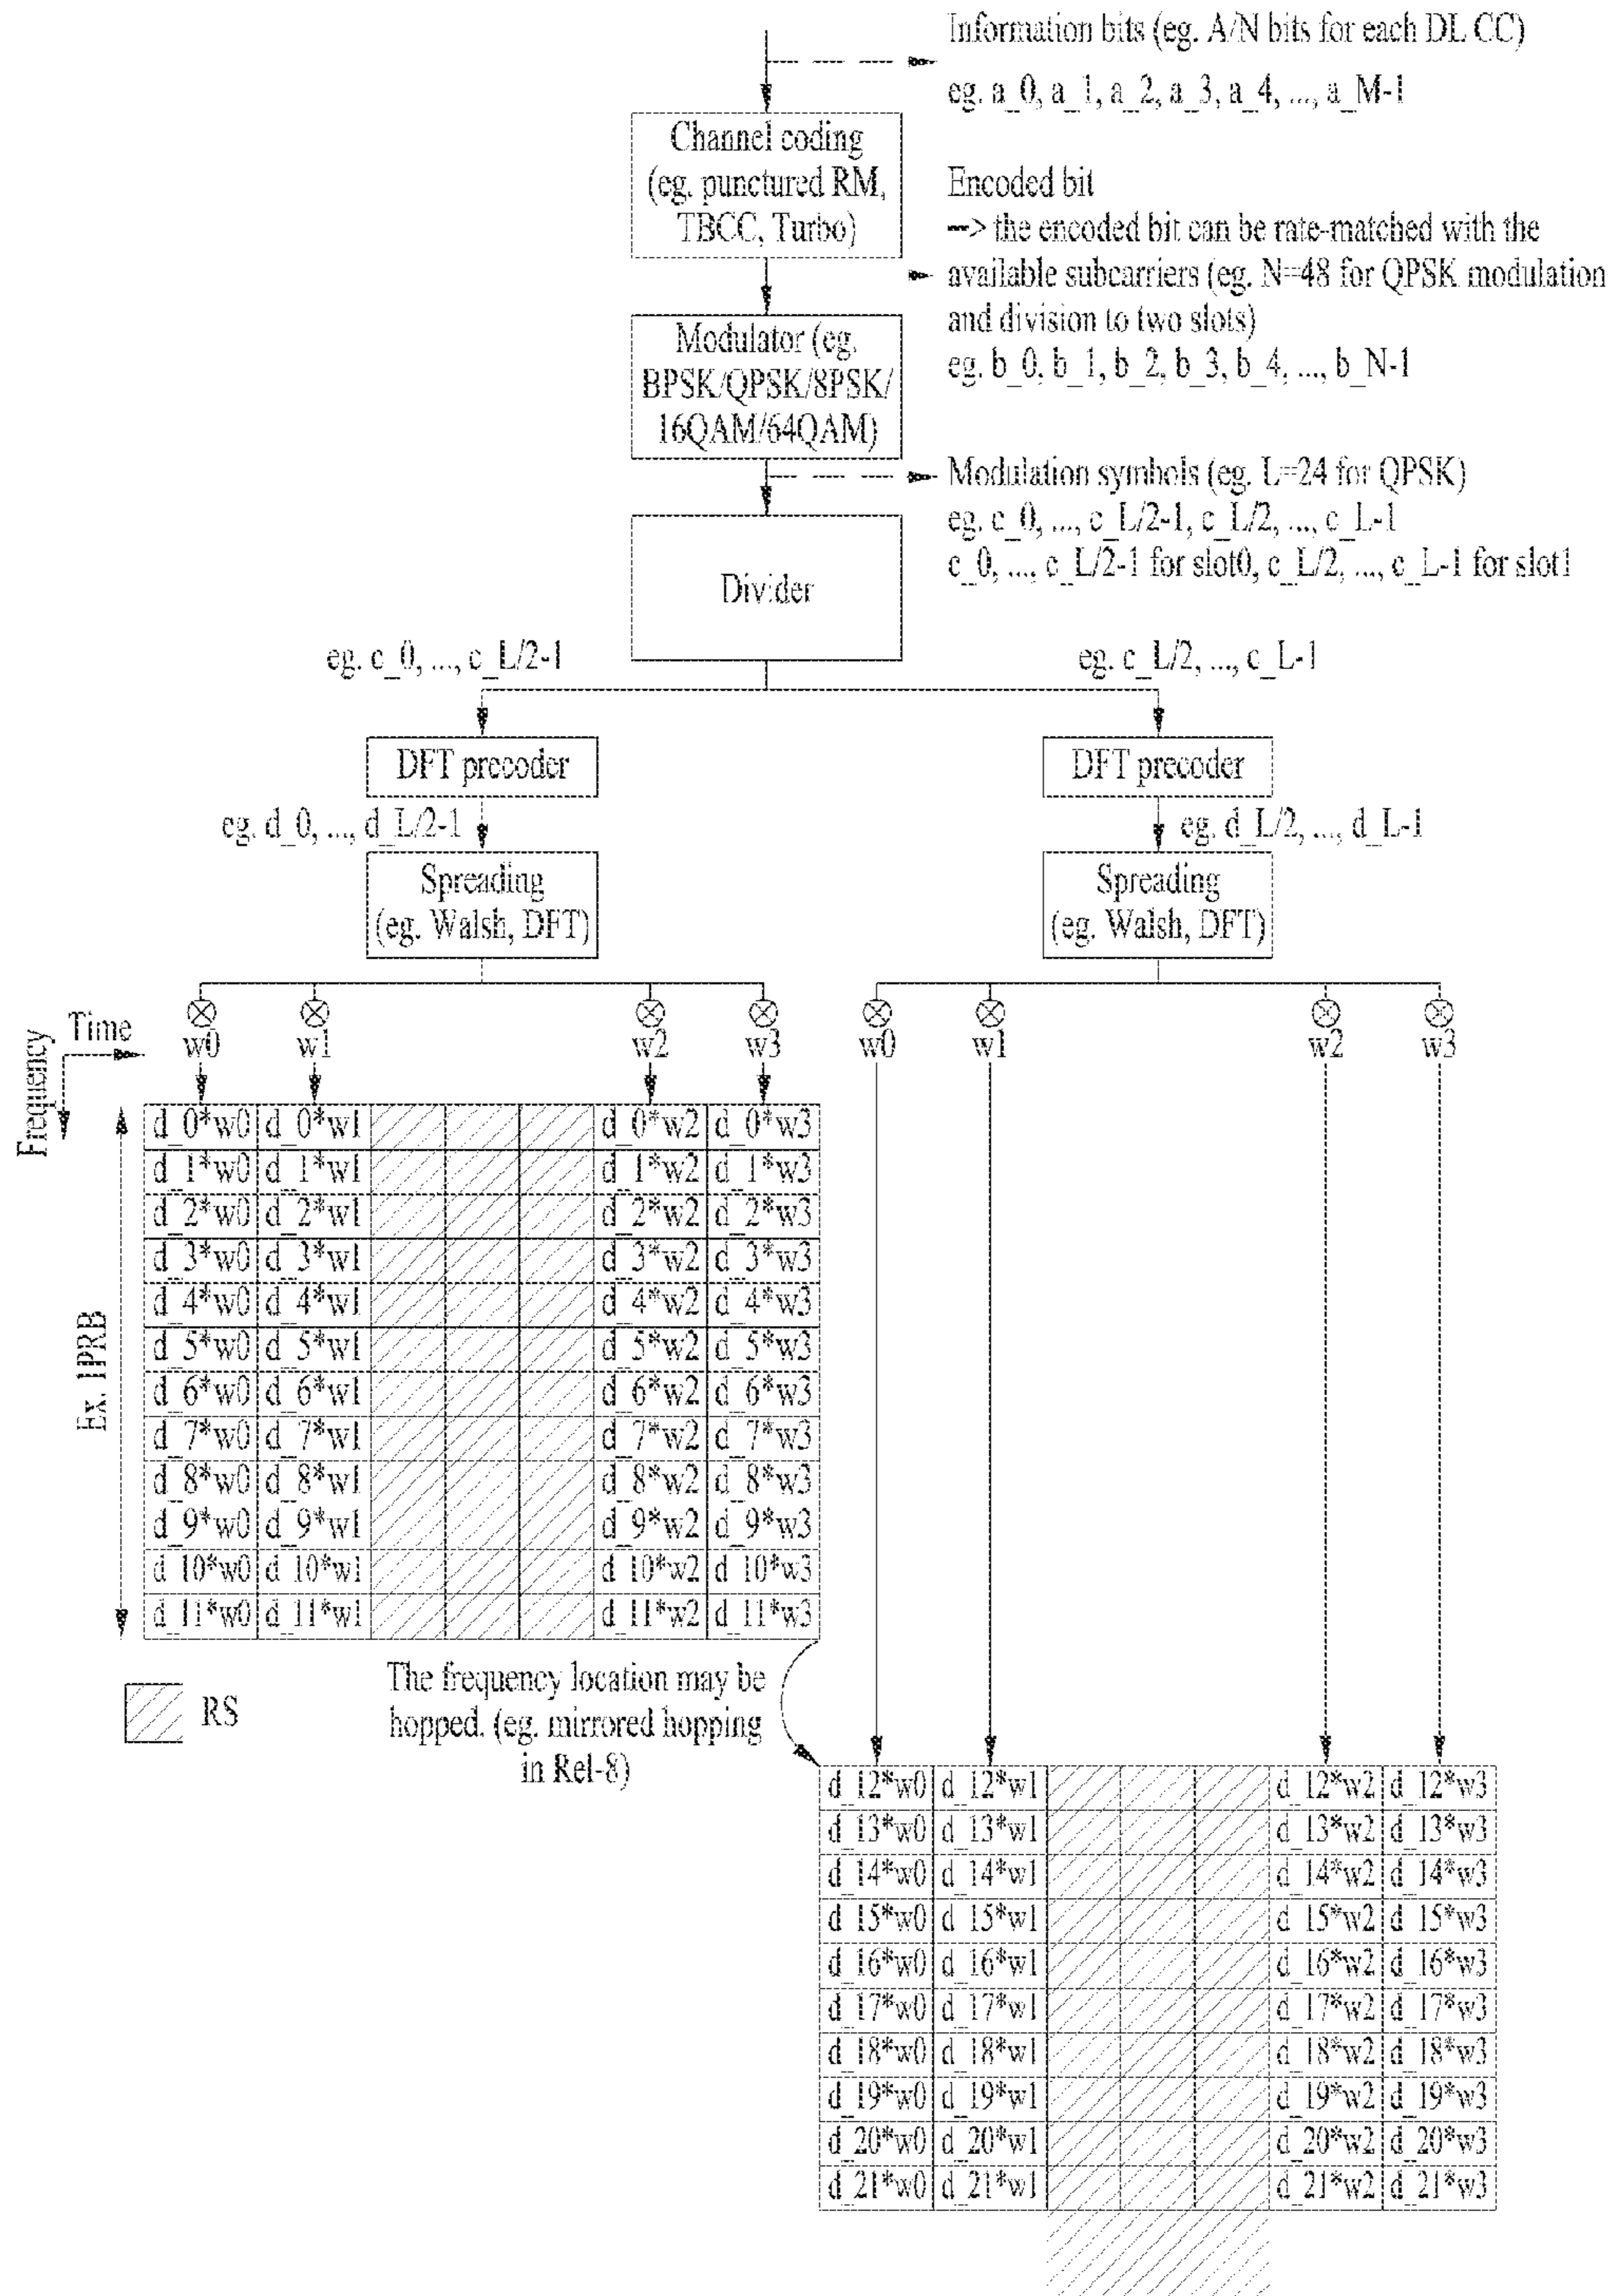 Information bits (eg. A/N bits for each DL CC)
eg. a_0, a_1, a_2, a_3, a_4, ..., a_M-1
Channel coding
(eg. punctured RM,
TBCC, Turbo)
Encoded bit
--> the encoded bit can be rate-matched with the
available subcarriers (eg. N=48 for QPSK modulation
and division to two slots)
eg. b_0, b_1, b_2, b_3, b_4, ..., b_N-1
Modulator (eg.
BPSK/QPSK/8PSK/
16QAM/64QAM)
Modulation symbols (eg. L=24 for QPSK)
eg. c_0, ..., c_L/2-1, c_L/2, ..., c_L-1
c_0, ..., c_L/2-1 for slot0, c_L/2, ..., c_L-1 for slot1
Divider
eg. c_0, ..., c_L/2-1
eg. c_L/2, ..., c_L-1
DFT precoder
DFT precoder
eg. d_0, ..., d_L/2-1
eg. d_L/2, ..., d_L-1
Spreading
(eg. Walsh, DFT)
Spreading
(eg. Walsh, DFT)
Time
Frequency
w0 w1 w2 w3 w0 w1 w2 w3
Ex. 1PRB
d_0*w0 d_0*w1 d_0*w2 d_0*w3
d_1*w0 d_1*w1 d_1*w2 d_1*w3
d_2*w0 d_2*w1 d_2*w2 d_2*w3
d_3*w0 d_3*w1 d_3*w2 d_3*w3
d_4*w0 d_4*w1 d_4*w2 d_4*w3
d_5*w0 d_5*w1 d_5*w2 d_5*w3
d_6*w0 d_6*w1 d_6*w2 d_6*w3
d_7*w0 d_7*w1 d_7*w2 d_7*w3
d_8*w0 d_8*w1 d_8*w2 d_8*w3
d_9*w0 d_9*w1 d_9*w2 d_9*w3
d_10*w0 d_10*w1 d_10*w2 d_10*w3
d_11*w0 d_11*w1 d_11*w2 d_11*w3
RS
The frequency location may be
hopped. (eg. mirrored hopping
in Rel-8)
d_12*w0 d_12*w1 d_12*w2 d_12*w3
d_13*w0 d_13*w1 d_13*w2 d_13*w3
d_14*w0 d_14*w1 d_14*w2 d_14*w3
d_15*w0 d_15*w1 d_15*w2 d_15*w3
d_16*w0 d_16*w1 d_16*w2 d_16*w3
d_17*w0 d_17*w1 d_17*w2 d_17*w3
d_18*w0 d_18*w1 d_18*w2 d_18*w3
d_19*w0 d_19*w1 d_19*w2 d_19*w3
d_20*w0 d_20*w1 d_20*w2 d_20*w3
d_21*w0 d_21*w1 d_21*w2 d_21*w3